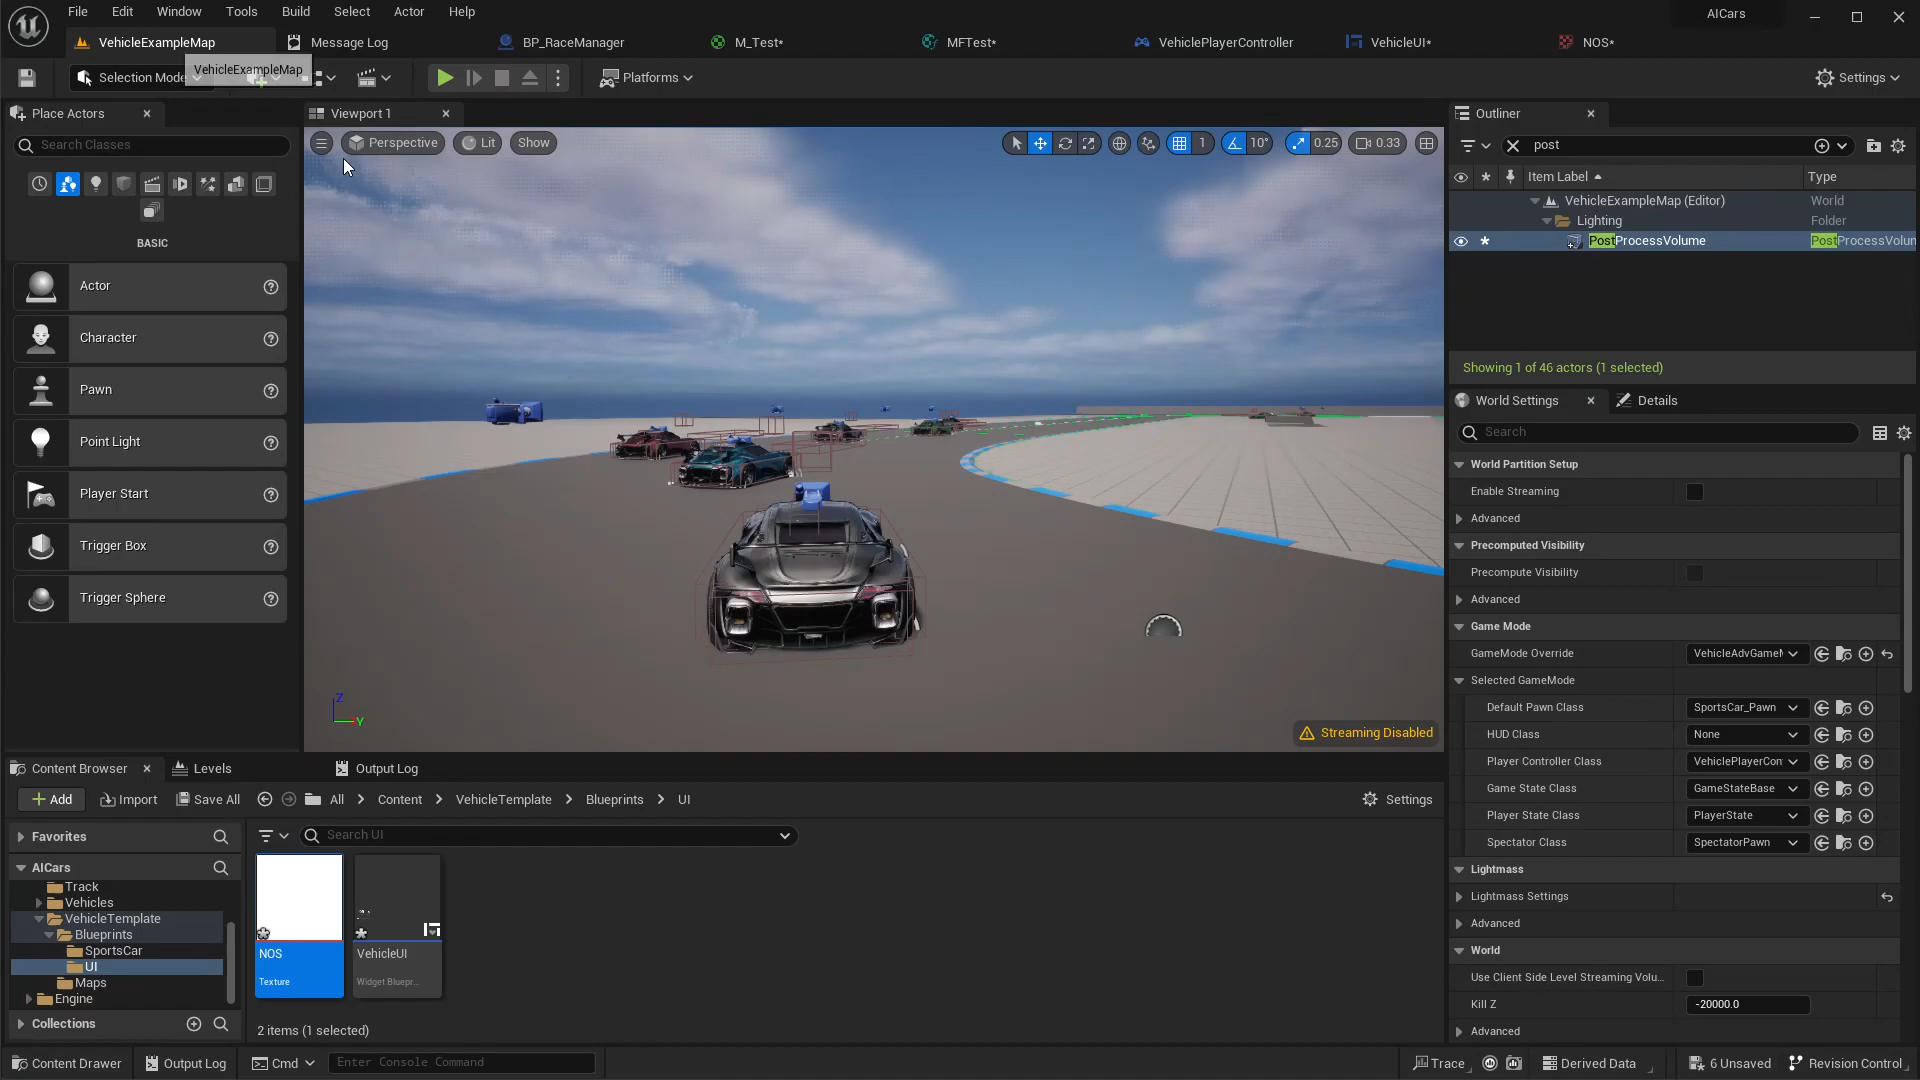 File Edit Window Tools Build Select Actor Help AICars
VehicleExampleMap Message Log BP_RaceManager M_Test* MFTest* VehiclePlayerController VehicleUI* NOS*
Selection Mode VehicleExampleMap Platforms Settings
Place Actors Viewport 1 Outliner
Search Classes
Perspective Lit Show 1 10° 0.25 0.33
post
Item Label Type
VehicleExampleMap (Editor) World
Lighting Folder
PostProcessVolume PostProcessVolun
BASIC
Actor
Character
Pawn
Point Light
Player Start
Trigger Box
Trigger Sphere
Z
Y
Streaming Disabled
Showing 1 of 46 actors (1 selected)
World Settings Details
Search
World Partition Setup
Enable Streaming
Advanced
Precomputed Visibility
Precompute Visibility
Advanced
Game Mode
GameMode Override VehicleAdvGameM
Selected GameMode
Default Pawn Class SportsCar_Pawn
HUD Class None
Player Controller Class VehiclePlayerCon
Game State Class GameStateBase
Player State Class PlayerState
Spectator Class SpectatorPawn
Lightmass
Lightmass Settings
Advanced
World
Use Client Side Level Streaming Volu...
Kill Z -20000.0
Advanced
Content Browser Levels Output Log
Add Import Save All All Content VehicleTemplate Blueprints UI Settings
Favorites
Search UI
AICars
Track
Vehicles
VehicleTemplate
Blueprints
SportsCar
UI
Maps
Engine
Collections
NOS VehicleUI
Texture Widget Bluepr...
2 items (1 selected)
Content Drawer Output Log Cmd Enter Console Command Trace Derived Data 6 Unsaved Revision Control